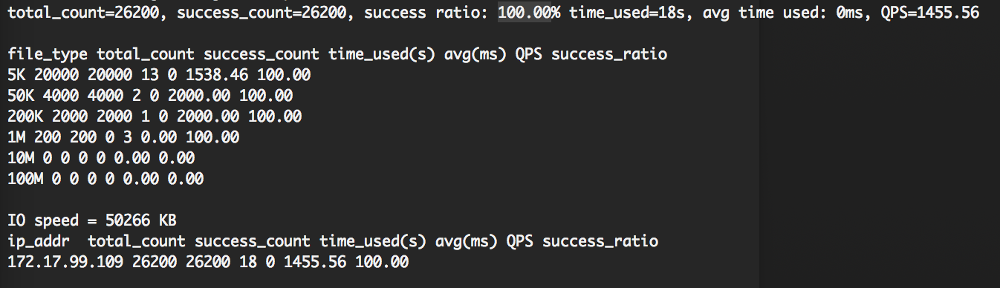 total_count=26200, success_count=26200, success ratio: 100.00% time_used=18s, avg time used: 0ms, QPS=1455.56
file_type total_count success_count time_used(s) avg(ms) QPS success_ratio
5K 20000 20000 13 0 1538.46 100.00
50K 4000 4000 2 0 2000.00 100.00
200K 2000 2000 1 0 2000.00 100.00
1M 200 200 0 3 0.00 100.00
10M 0 0 0 0 0.00 0.00
100M 0 0 0 0 0.00 0.00
IO speed = 50266 KB
ip_addr  total_count success_count time_used(s) avg(ms) QPS success_ratio
172.17.99.109 26200 26200 18 0 1455.56 100.00